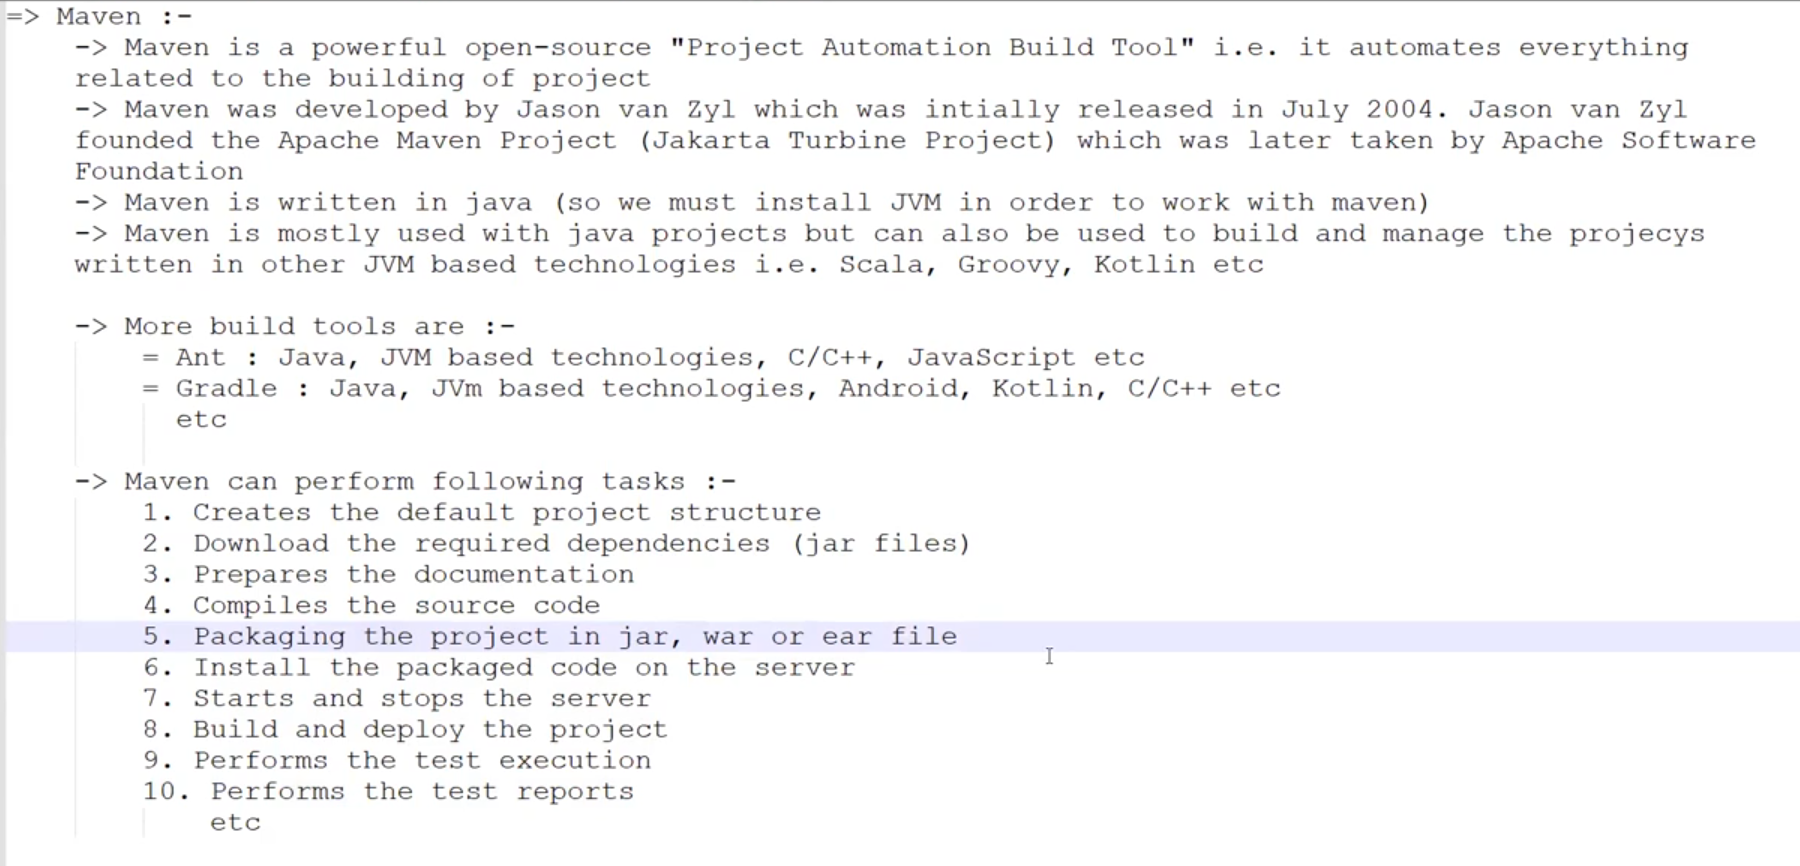 => Maven :-
-> Maven is a powerful open-source "Project Automation Build Tool" i.e. it automates everything
related to the building of project
-> Maven was developed by Jason van Zyl which was intially released in July 2004. Jason van Zyl
founded the Apache Maven Project (Jakarta Turbine Project) which was later taken by Apache Software
Foundation
-> Maven is written in java (so we must install JVM in order to work with maven)
-> Maven is mostly used with java projects but can also be used to build and manage the projecys
written in other JVM based technologies i.e. Scala, Groovy, Kotlin etc
-> More build tools are :-
= Ant : Java, JVM based technologies, C/C++, JavaScript etc
= Gradle : Java, JVm based technologies, Android, Kotlin, C/C++ etc
etc
-> Maven can perform following tasks :-
1. Creates the default project structure
2. Download the required dependencies (jar files)
3. Prepares the documentation
4. Compiles the source code
5. Packaging the project in jar, war or ear file
6. Install the packaged code on the server
7. Starts and stops the server
8. Build and deploy the project
9. Performs the test execution
10. Performs the test reports
etc